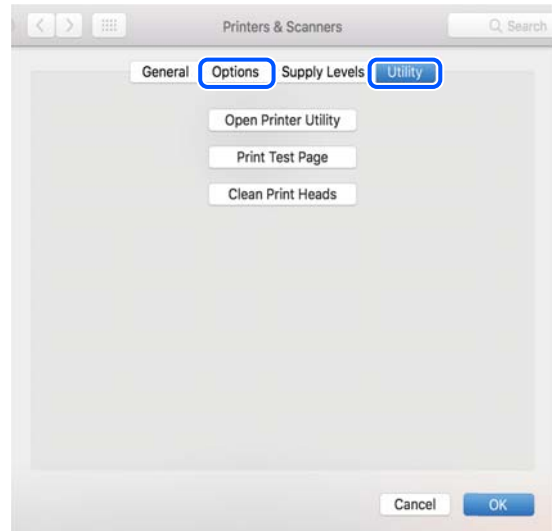 Printers & Scanners Search
General Options Supply Levels Utility
Open Printer Utility
Print Test Page
Clean Print Heads
Cancel OK